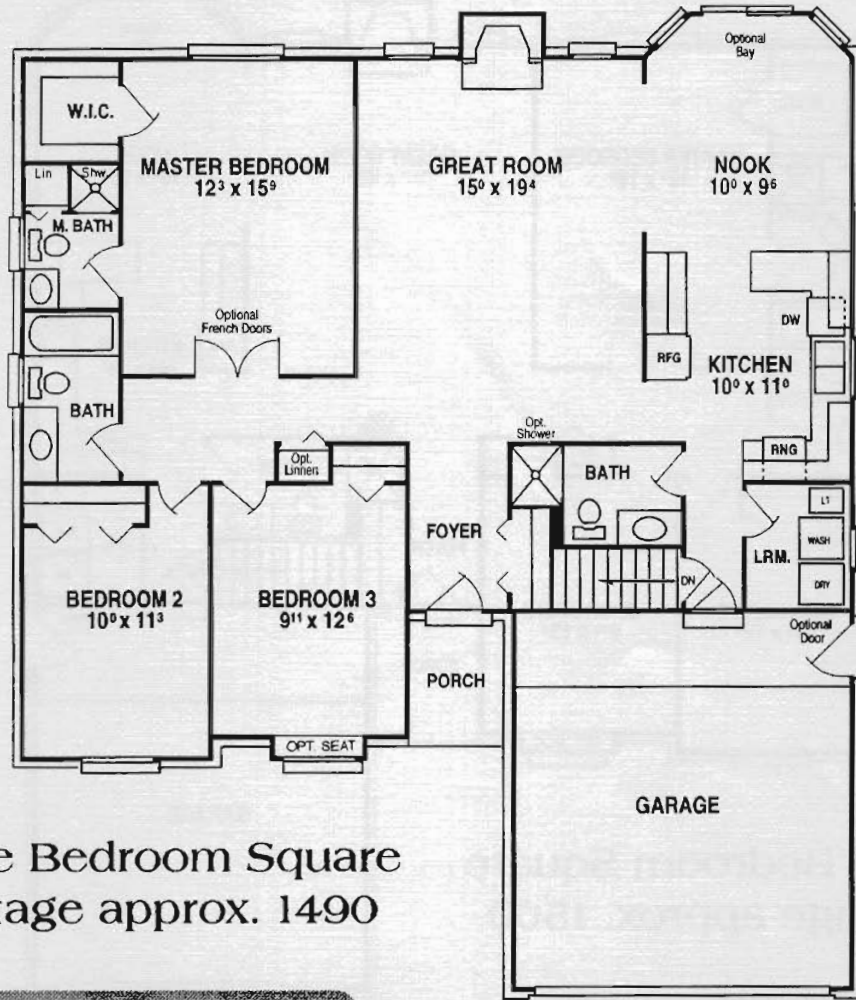 Optional
Bay
W.I.C.
Lin
Shw
MASTER BEDROOM
12³ x 15⁹
GREAT ROOM
15⁰ x 19⁴
NOOK
10⁰ x 9⁶
M. BATH
Optional
French Doors
DW
RFG
KITCHEN
10⁰ x 11⁰
BATH
Opt.
Linnen
Opt.
Shower
BATH
RNG
FOYER
LT
WASH
LRM.
DRY
DN
BEDROOM 2
10⁰ x 11³
BEDROOM 3
9¹¹ x 12⁶
Optional
Door
PORCH
OPT. SEAT
GARAGE
e Bedroom Square
tage approx. 1490